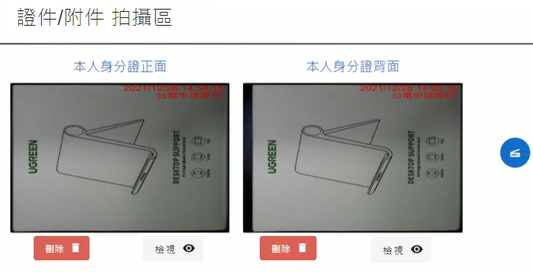 證件/附件 拍攝區
本人身分證正面
本人身分證背面
2021/12/28 14:56:18
UGREEN
DESKTOP SUPPORT
2021/12/28 14:56:18
UGREEN
DESKTOP SUPPORT
刪除
檢視
刪除
檢視